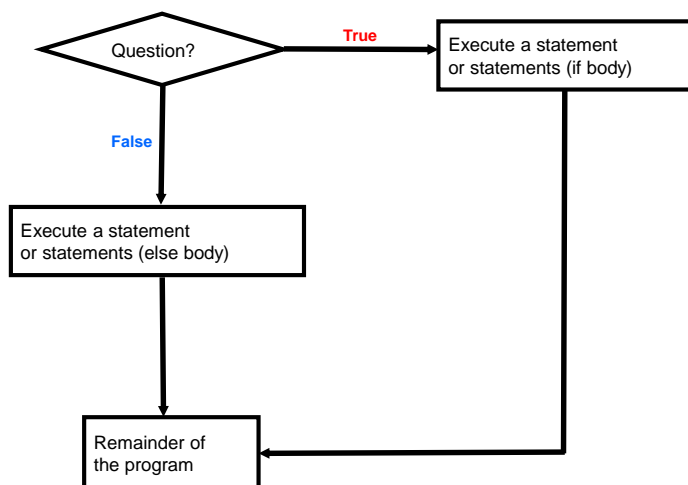 Question?
True
Execute a statement
or statements (if body)
False
Execute a statement
or statements (else body)
Remainder of
the program